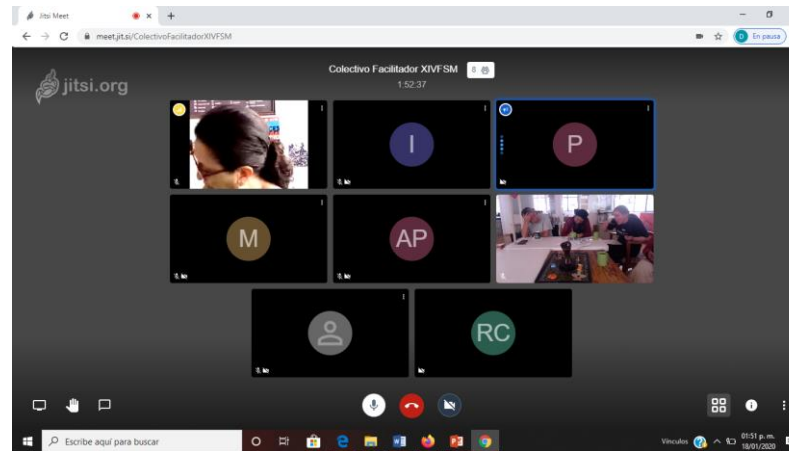 Jitsi Meet
meet.jit.si/ColectivoFacilitadorXIVFSM
En pausa
D
jitsi.org
Colectivo Facilitador XIVFSM
8
1:52:37
I
P
M
AP
RC
Escribe aquí para buscar
Vínculos
01:51 p. m.
18/01/2020